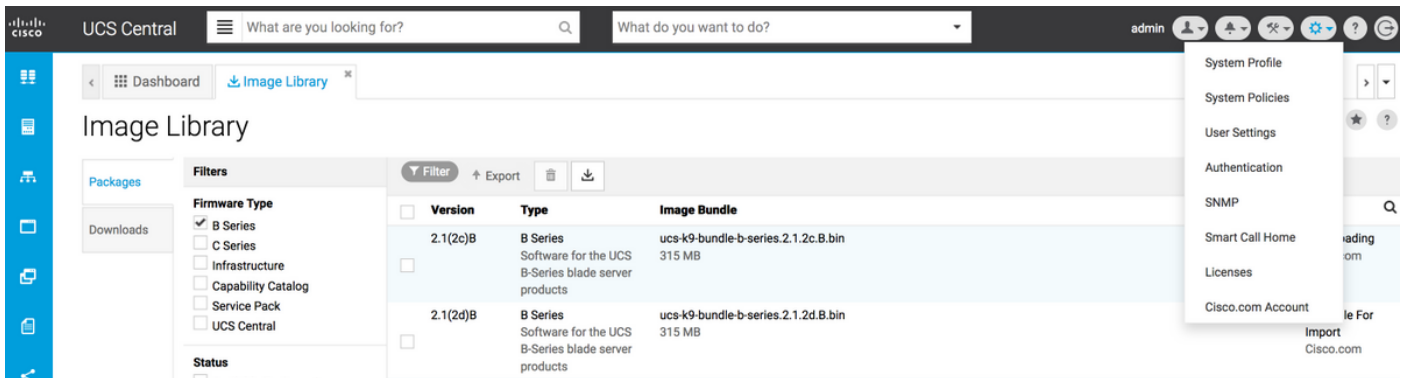 CISCO
UCS Central
What are you looking for?
What do you want to do?
admin
?
Dashboard
Image Library
Image Library
?
System Profile
System Policies
User Settings
Authentication
SNMP
Smart Call Home
Licenses
Cisco.com Account
Packages
Downloads
Filters
Firmware Type
B Series
C Series
Infrastructure
Capability Catalog
Service Pack
UCS Central
Status
Filter
Export
Version Type Image Bundle
2.1(2c)B B Series ucs-k9-bundle-b-series.2.1.2c.B.bin
Software for the UCS 315 MB
B-Series blade server
products
2.1(2d)B B Series ucs-k9-bundle-b-series.2.1.2d.B.bin
Software for the UCS 315 MB Import
B-Series blade server Cisco.com
products